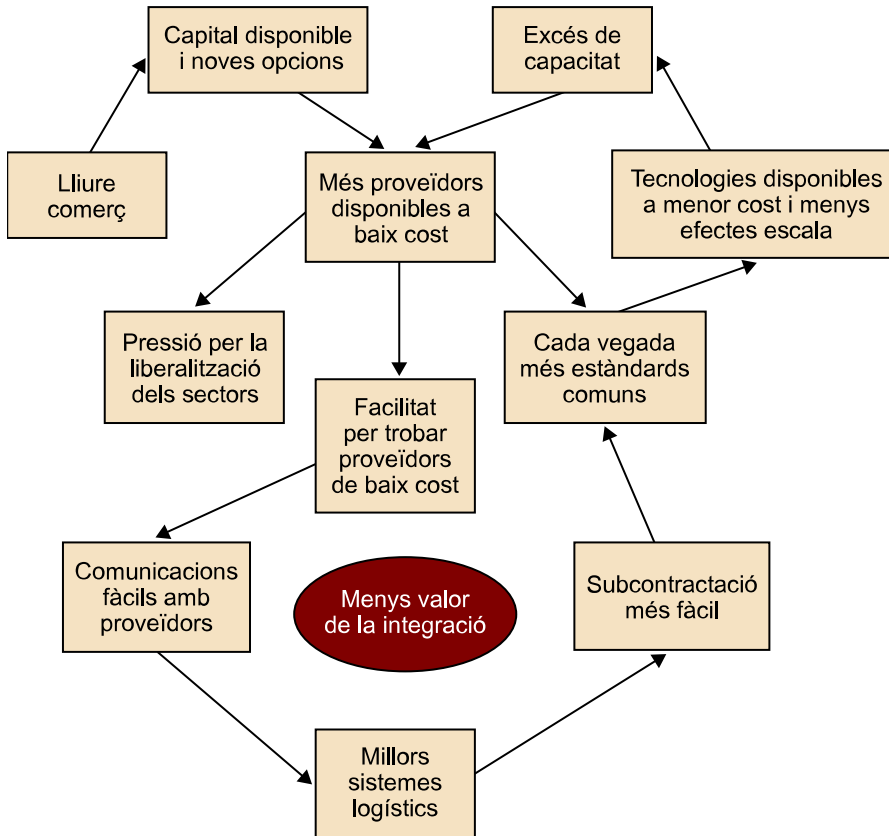 Capital disponible
i noves opcions
Excés de
capacitat
Lliure
comerç
Més proveïdors
disponibles a
baix cost
Tecnologies disponibles
a menor cost i menys
efectes escala
Pressió per la
liberalització
dels sectors
Cada vegada
més estàndards
comuns
Facilitat
per trobar
proveïdors
de baix cost
Comunicacions
fàcils amb
proveïdors
Menys valor
de la integració
Subcontractació
més fàcil
Millors
sistemes
logístics